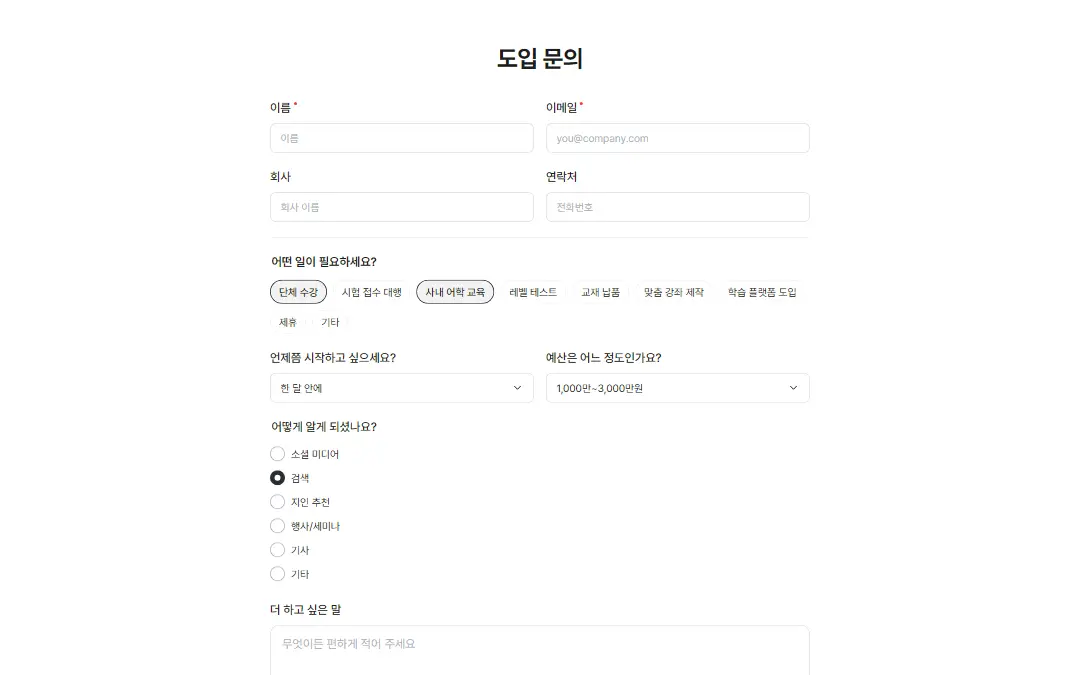 도입 문의
이름 *
이메일 *
이름
you@company.com
회사
연락처
회사 이름
전화번호
어떤 일이 필요하세요?
단체 수강 시험 접수 대행 사내 어학 교육 레벨 테스트 교재 납품 맞춤 강좌 제작 학습 플랫폼 도입
제휴 기타
언제쯤 시작하고 싶으세요?
예산은 어느 정도인가요?
한 달 안에
1,000만~3,000만원
어떻게 알게 되셨나요?
소셜 미디어
검색
지인 추천
행사/세미나
기사
기타
더 하고 싶은 말
무엇이든 편하게 적어 주세요